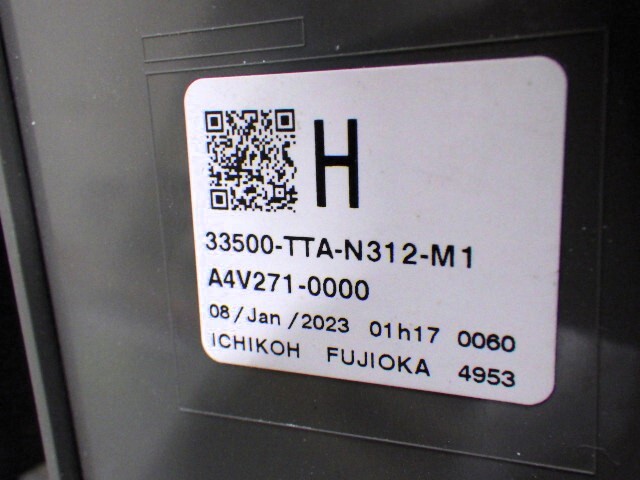 H
33500-TTA-N312-M1
A4V271-0000
08/Jan/2023 01h17 0060
ICHIKOH FUJIOKA 4953